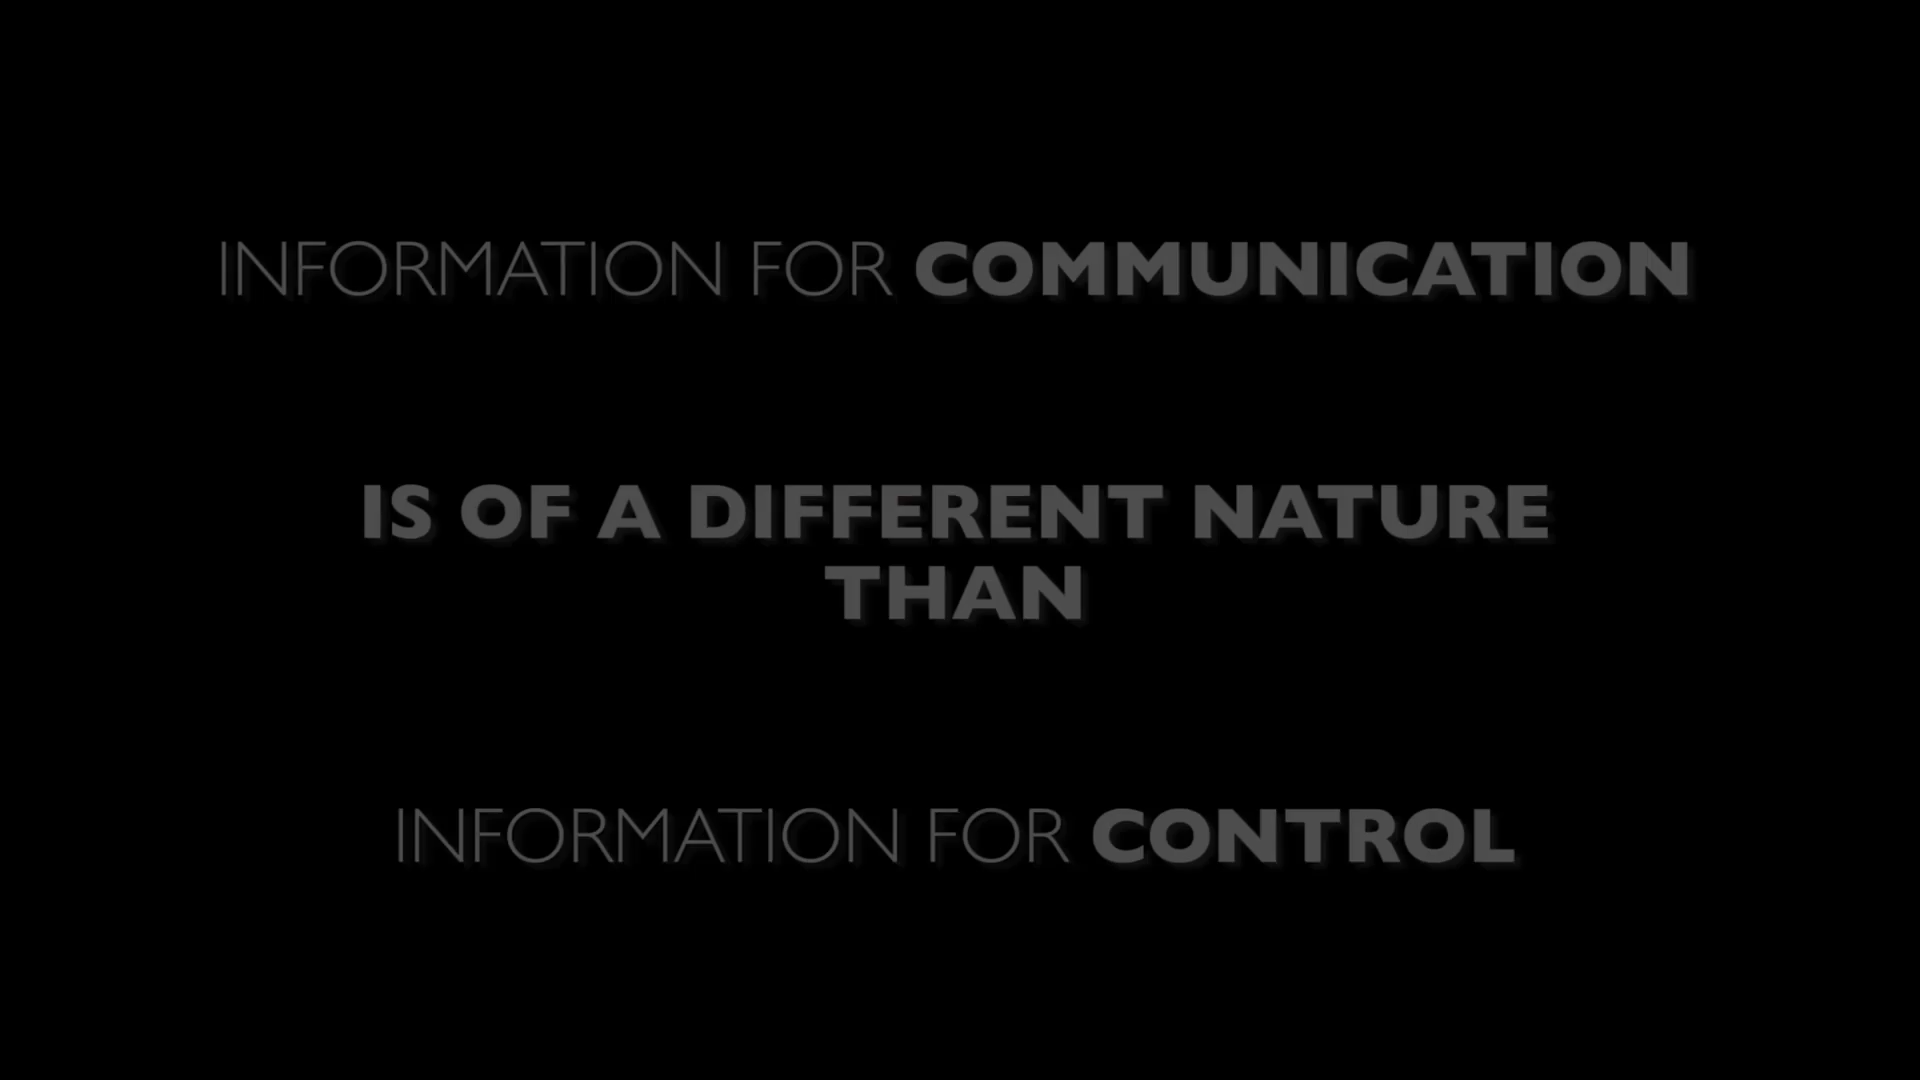 INFORMATION FOR COMMUNICATION
IS OF A DIFFERENT NATURE
THAN
INFORMATION FOR CONTROL